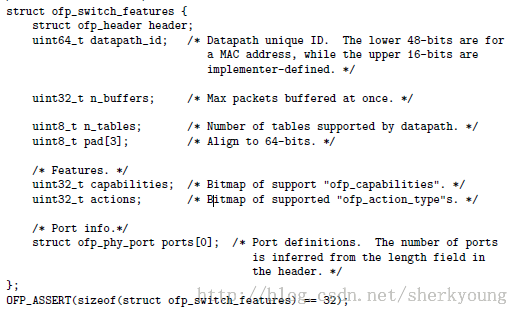 struct ofp_switch_features {
    struct ofp_header header;
    uint64_t datapath_id;   /* Datapath unique ID.  The lower 48-bits are for
                               a MAC address, while the upper 16-bits are
                               implementer-defined. */
    uint32_t n_buffers;     /* Max packets buffered at once. */
    uint8_t n_tables;       /* Number of tables supported by datapath. */
    uint8_t pad[3];         /* Align to 64-bits. */
    /* Features. */
    uint32_t capabilities;  /* Bitmap of support "ofp_capabilities". */
    uint32_t actions;       /* Bitmap of supported "ofp_action_type"s. */
    /* Port info.*/
    struct ofp_phy_port ports[0];  /* Port definitions.  The number of ports
                                      is inferred from the length field in
                                      the header. */
};
OFP_ASSERT(sizeof(struct ofp_switch_features) == 32);
http://blog.csdn.net/sherkyoung